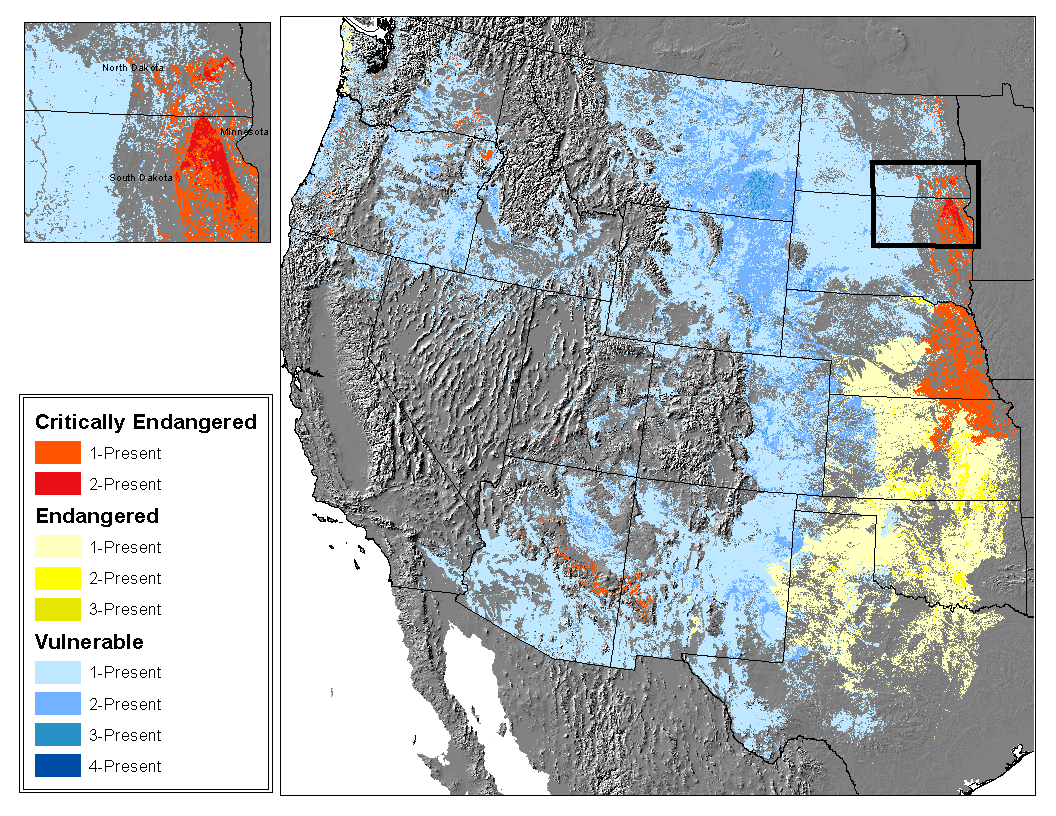 North Dakota
Minnesota
South Dakota
Critically Endangered
1-Present
2-Present
Endangered
1-Present
2-Present
3-Present
Vulnerable
1-Present
2-Present
3-Present
4-Present